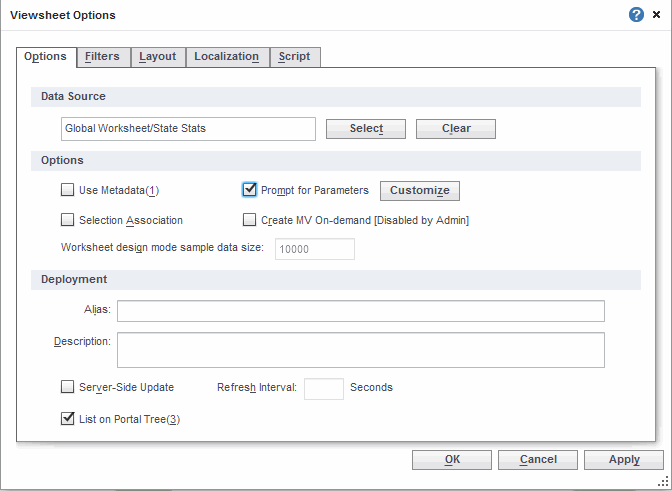 Viewsheet Options
Options Filters Layout Localization Script
Data Source
Global Worksheet/State Stats Select Clear
Options
Use Metadata(1) Prompt for Parameters Customize
Selection Association Create MV On-demand [Disabled by Admin]
Worksheet design mode sample data size: 10000
Deployment
Alias:
Description:
Server-Side Update Refresh Interval: Seconds
List on Portal Tree(3)
OK Cancel Apply